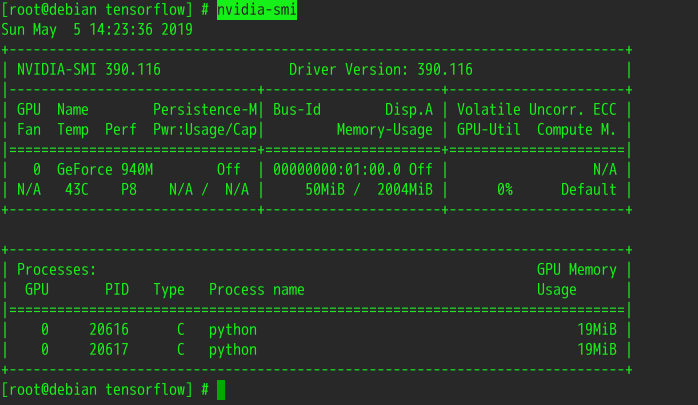 [root@debian tensorflow] # nvidia-smi
Sun May  5 14:23:36 2019
+-----------------------------------------------------------------------------+
| NVIDIA-SMI 390.116                Driver Version: 390.116                   |
|-------------------------------+----------------------+----------------------+
| GPU  Name        Persistence-M| Bus-Id        Disp.A | Volatile Uncorr. ECC |
| Fan  Temp  Perf  Pwr:Usage/Cap|         Memory-Usage | GPU-Util  Compute M. |
|===============================+======================+======================|
|   0  GeForce 940M        Off  | 00000000:01:00.0 Off |                  N/A |
| N/A   43C    P8    N/A /  N/A |     50MiB /  2004MiB |      0%      Default |
+-------------------------------+----------------------+----------------------+

+-----------------------------------------------------------------------------+
| Processes:                                                       GPU Memory |
|  GPU       PID   Type   Process name                             Usage      |
|=============================================================================|
|    0     20616      C   python                                        19MiB |
|    0     20617      C   python                                        19MiB |
+-----------------------------------------------------------------------------+
[root@debian tensorflow] #